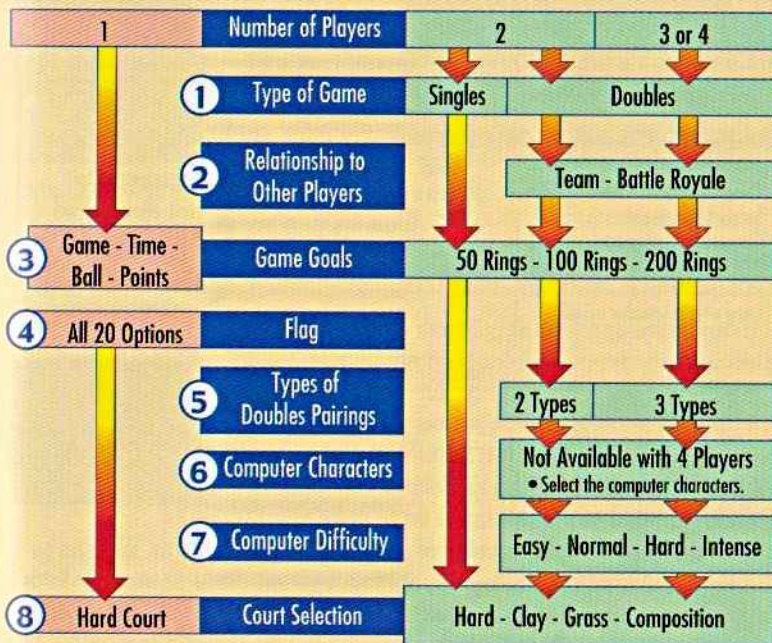 1 Number of Players 2 3 or 4
1 Type of Game Singles Doubles
2 Relationship to
Other Players
Team - Battle Royale
3 Game - Time -
Ball - Points
Game Goals 50 Rings - 100 Rings - 200 Rings
4 All 20 Options Flag
5 Types of
Doubles Pairings
2 Types 3 Types
6 Computer Characters
Not Available with 4 Players
• Select the computer characters.
7 Computer Difficulty Easy - Normal - Hard - Intense
8 Hard Court Court Selection Hard - Clay - Grass - Composition